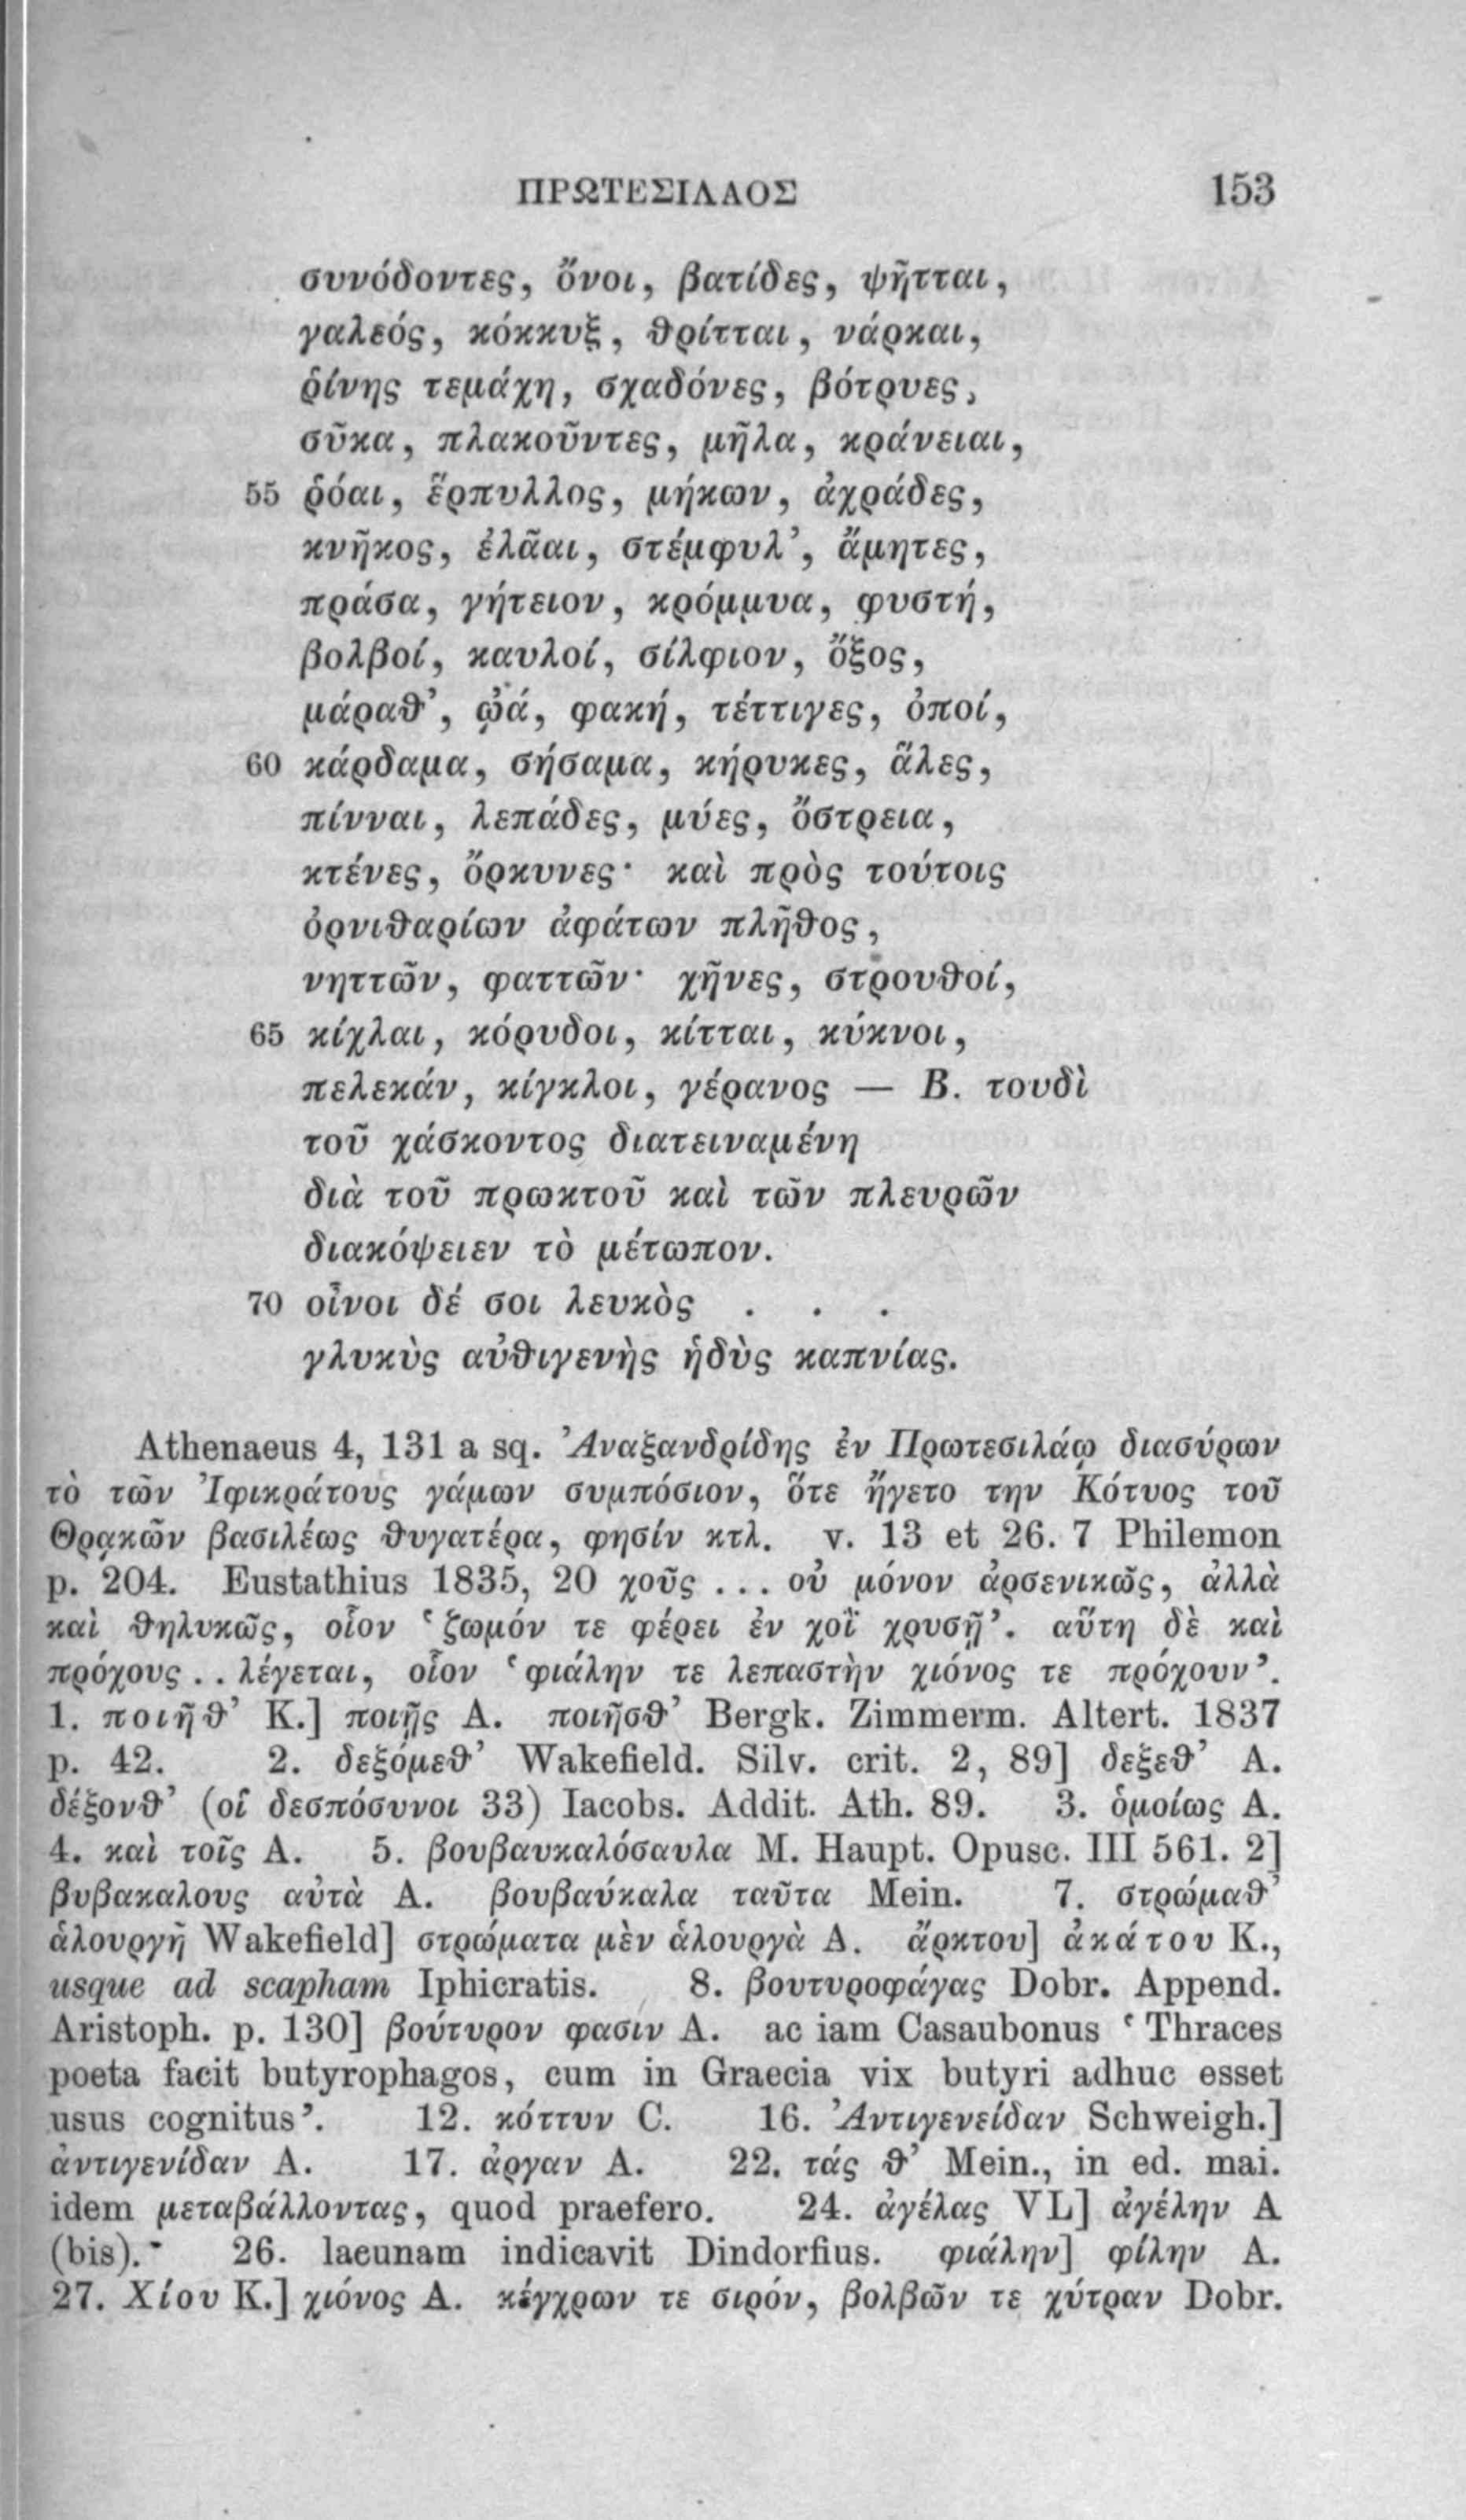 ΠΡΩΤΕΣΙΛΑΟΣ 153
συνόδοντες, ὄνοι, βατίδες, ψῆτται,
γαλεός, κόκκυξ, θρίτται, νάρκαι,
ῥίνης τεμάχη, σχαδόνες, βότρυες,
σῦκα, πλακοῦντες, μῆλα, κράνειαι,
55 ῥόαι, ἕρπυλλος, μήκων, ἀχράδες,
κνῆκος, ἐλᾶαι, στέμφυλ’, ἄμητες,
πράσα, γήτειον, κρόμμυα, φυστή,
βολβοί, καυλοί, σίλφιον, ὄξος,
μάραθ’, ᾠά, φακῆ, τέττιγες, ὀποί,
60 κάρδαμα, σήσαμα, κήρυκες, ἅλες,
πίνναι, λεπάδες, μύες, ὄστρεια,
κτένες, ὄρκυνες· καὶ πρὸς τούτοις
ὀρνιθαρίων ἀφάτων πλῆθος,
νηττῶν, φαττῶν· χῆνες, στρουθοί,
65 κίχλαι, κόρυδοι, κίτται, κύκνοι,
πελεκάν, κίγκλοι, γέρανος — B. τουδὶ
τοῦ χάσκοντος διατειναμένη
διὰ τοῦ πρωκτοῦ καὶ τῶν πλευρῶν
διακόψειεν τὸ μέτωπον.
70 οἶνοι δέ σοι λευκὸς . . .
γλυκὺς αὐθιγενὴς ἡδὺς καπνίας.
Athenaeus 4, 131 a sq. Ἀναξανδρίδης ἐν Πρωτεσιλάῳ διασύρων
τὸ τῶν Ἰφικράτους γάμων συμπόσιον, ὅτε ἤγετο την Κότυος τοῦ
Θρᾳκῶν βασιλέως θυγατέρα, φησίν κτλ. v. 13 et 26. 7 Philemon
p. 204. Eustathius 1835, 20 χοῦς ... οὐ μόνον ἀρσενικῶς, ἀλλὰ
καὶ θηλυκῶς, οἷον ‘ζωμόν τε φέρει ἐν χοῒ χρυσῇ’. αὕτη δὲ καὶ
πρόχους .. λέγεται, οἷον ‘φιάλην τε λεπαστὴν χιόνος τε πρόχουν’.
1. ποιῆθ’ K.] ποιῇς A. ποιῆσθ’ Bergk. Zimmerm. Altert. 1837
p. 42. 2. δεξόμεθ’ Wakefield. Silv. crit. 2, 89] δεξεθ’ A.
δέξονθ’ (οἱ δεσπόσυνοι 33) Iacobs. Addit. Ath. 89. 3. ὁμοίως A.
4. καὶ τοῖς A. 5. βουβαυκαλόσαυλα M. Haupt. Opusc. III 561. 2]
βυβακαλους αὐτὰ A. βουβαύκαλα ταῦτα Mein. 7. στρώμαθ’
ἁλουργῆ Wakefield] στρώματα μὲν ἁλουργὰ A. ἄρκτου] ἀκάτου K.,
usque ad scapham Iphicratis. 8. βουτυροφάγας Dobr. Append.
Aristoph. p. 130] βούτυρον φασιν A. ac iam Casaubonus ‘Thraces
poeta facit butyrophagos, cum in Graecia vix butyri adhuc esset
usus cognitus’. 12. κόττυν C. 16. Ἀντιγενείδαν Schweigh.]
ἀντιγενίδαν A. 17. ἀργαν A. 22. τάς θ’ Mein., in ed. mai.
idem μεταβάλλοντας, quod praefero. 24. ἀγέλας VL] ἀγέλην A
(bis). 26. lacunam indicavit Dindorfius. φιάλην] φίλην A.
27. Χίου K.] χιόνος A. κέγχρων τε σιρόν, βολβῶν τε χύτραν Dobr.